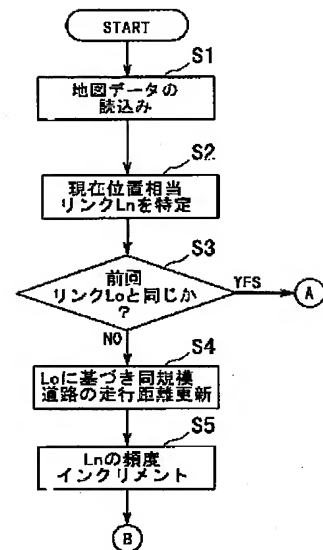 START
S1
地図データの
読込み
S2
現在位置相当
リンクLnを特定
S3
前回
リンクLoと同じか
?
YES
A
NO
S4
Loに基づき同規模
道路の走行距離更新
S5
Lnの頻度
インクリメント
B